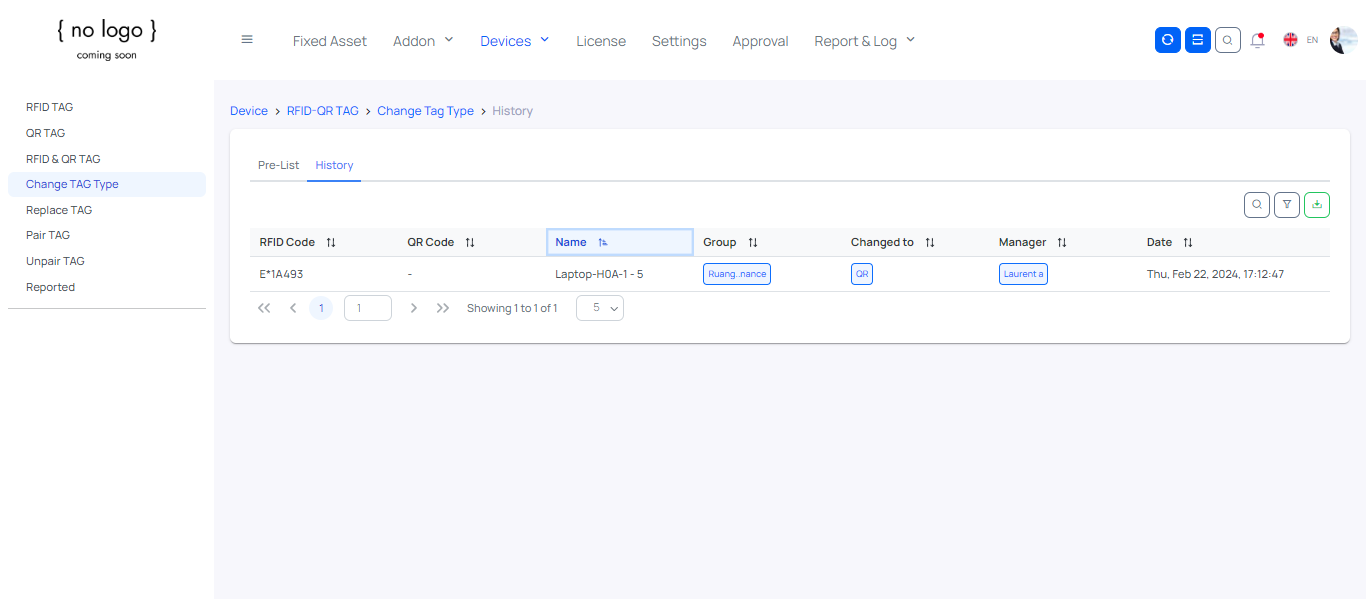 { no logo }
coming soon
Fixed Asset Addon Devices License Settings Approval Report & Log EN
RFID TAG
QR TAG
RFID & QR TAG
Change TAG Type
Replace TAG
Pair TAG
Unpair TAG
Reported
Device > RFID-QR TAG > Change Tag Type > History
Pre-List History
RFID Code QR Code Name Group Changed to Manager Date
E*1A493 - Laptop-H0A-1 - 5 Ruang..nance QR Laurent a Thu, Feb 22, 2024, 17:12:47
1 1 Showing 1 to 1 of 1 5